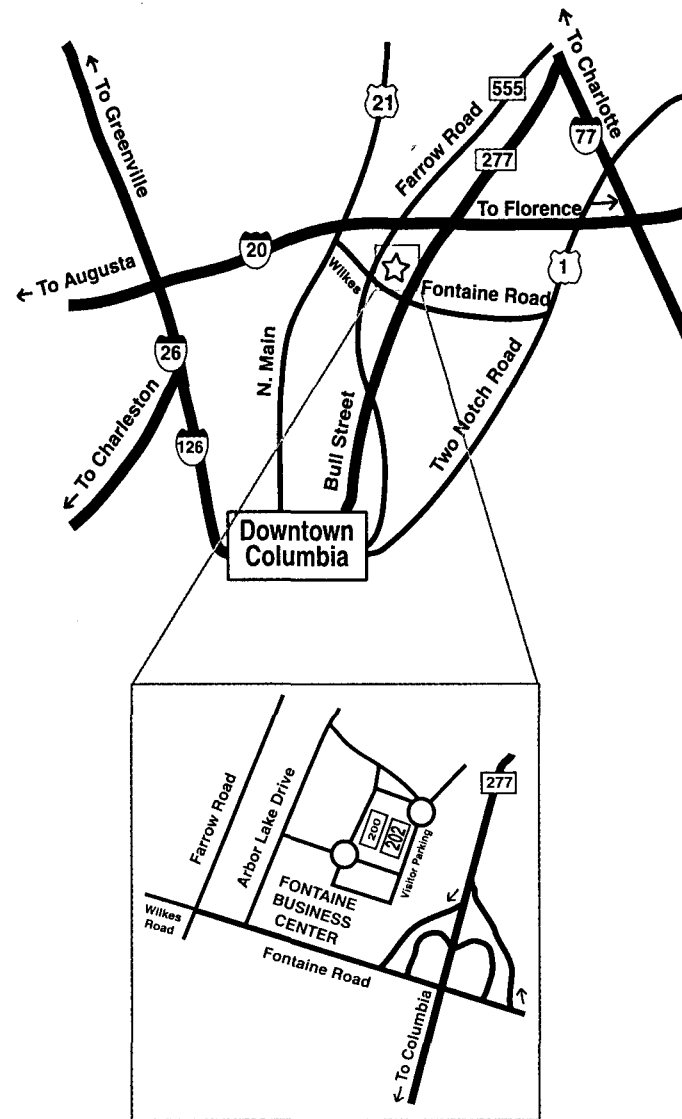 ← To Greenville
21
555
Farrow Road
277
← To Charlotte
77
To Florence →
20
← To Augusta
Wilkes
Fontaine Road
1
26
N. Main
← To Charleston
126
Bull Street
Two Notch Road
Downtown
Columbia
277
Farrow Road
Arbor Lake Drive
200
202
Visitor Parking
FONTAINE
BUSINESS
CENTER
Wilkes
Road
Fontaine Road
← To Columbia